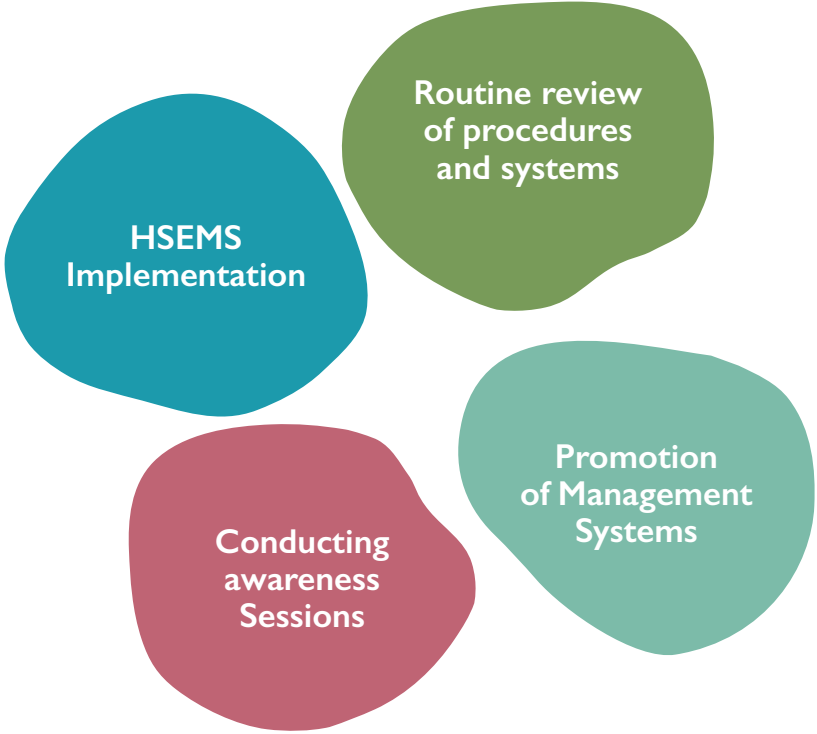 Routine review
of procedures
and systems
HSEMS
Implementation
Promotion
of Management
Systems
Conducting
awareness
Sessions